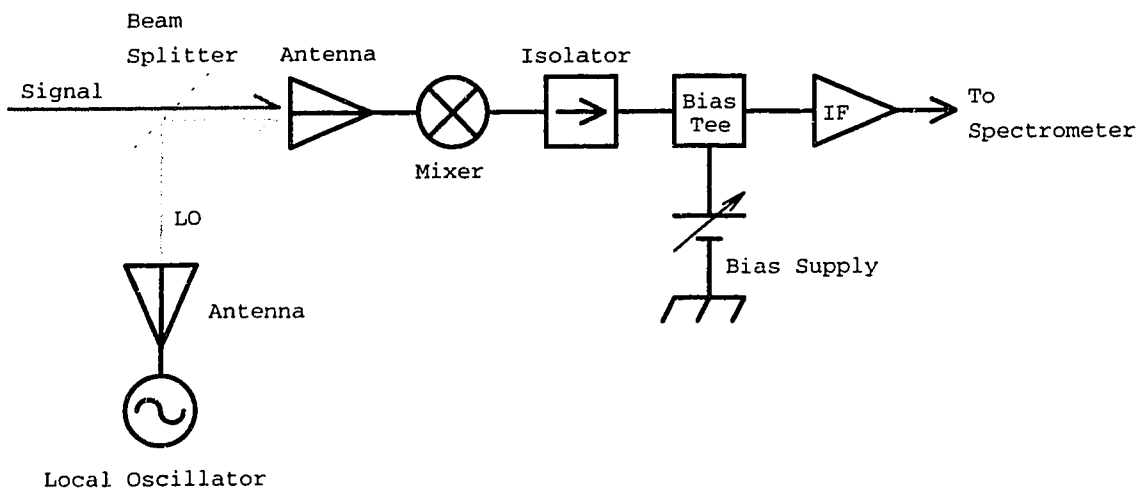 Beam
Splitter
Antenna
Isolator
Signal
Bias
Tee
IF
To
Spectrometer
Mixer
LO
Bias Supply
Antenna
Local Oscillator